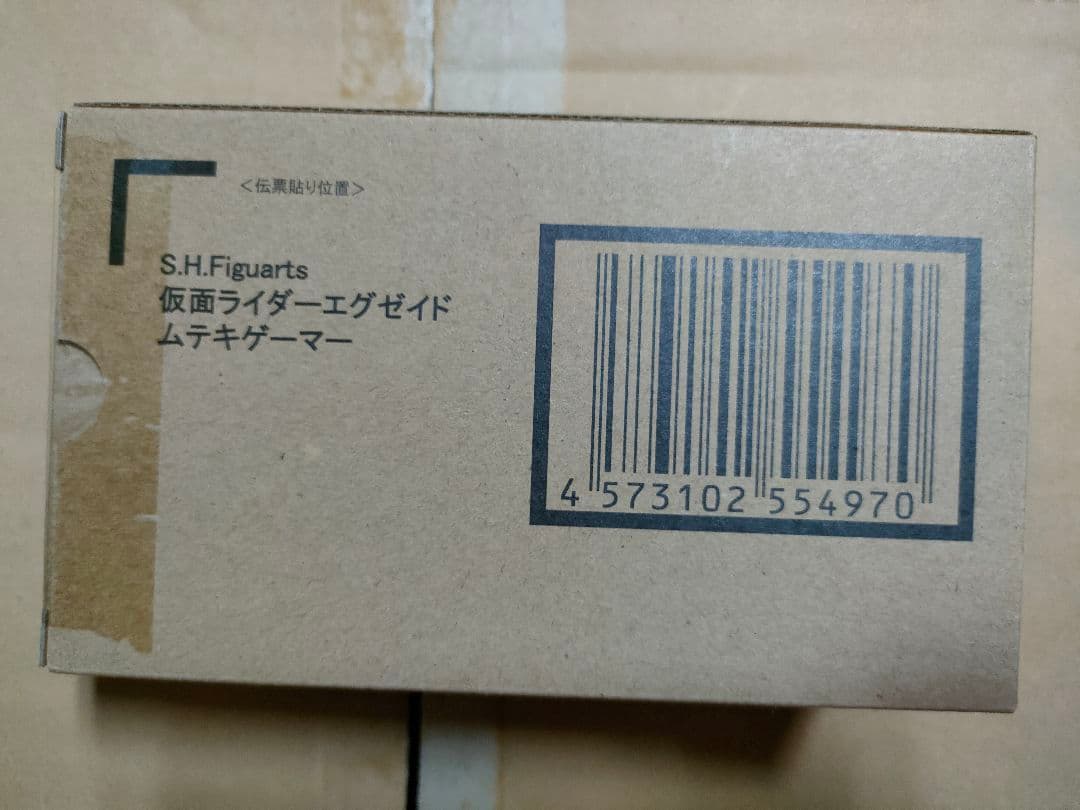 ＜伝票貼り位置＞
S.H.Figuarts
仮面ライダーエグゼイド
ムテキゲーマー
4 573102 554970